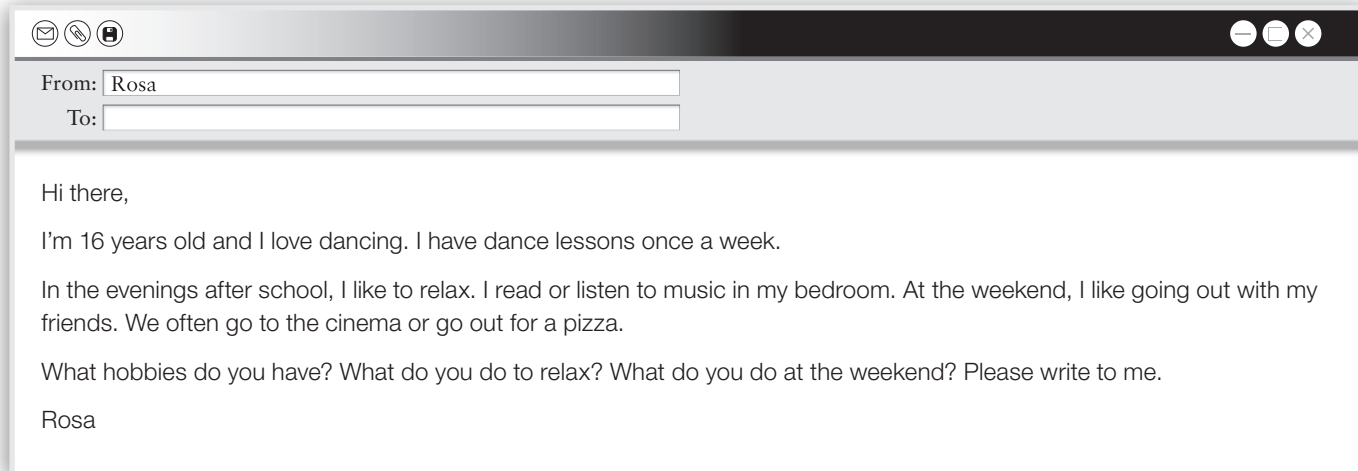 From: Rosa
To:
Hi there,
I'm 16 years old and I love dancing. I have dance lessons once a week.
In the evenings after school, I like to relax. I read or listen to music in my bedroom. At the weekend, I like going out with my
friends. We often go to the cinema or go out for a pizza.
What hobbies do you have? What do you do to relax? What do you do at the weekend? Please write to me.
Rosa